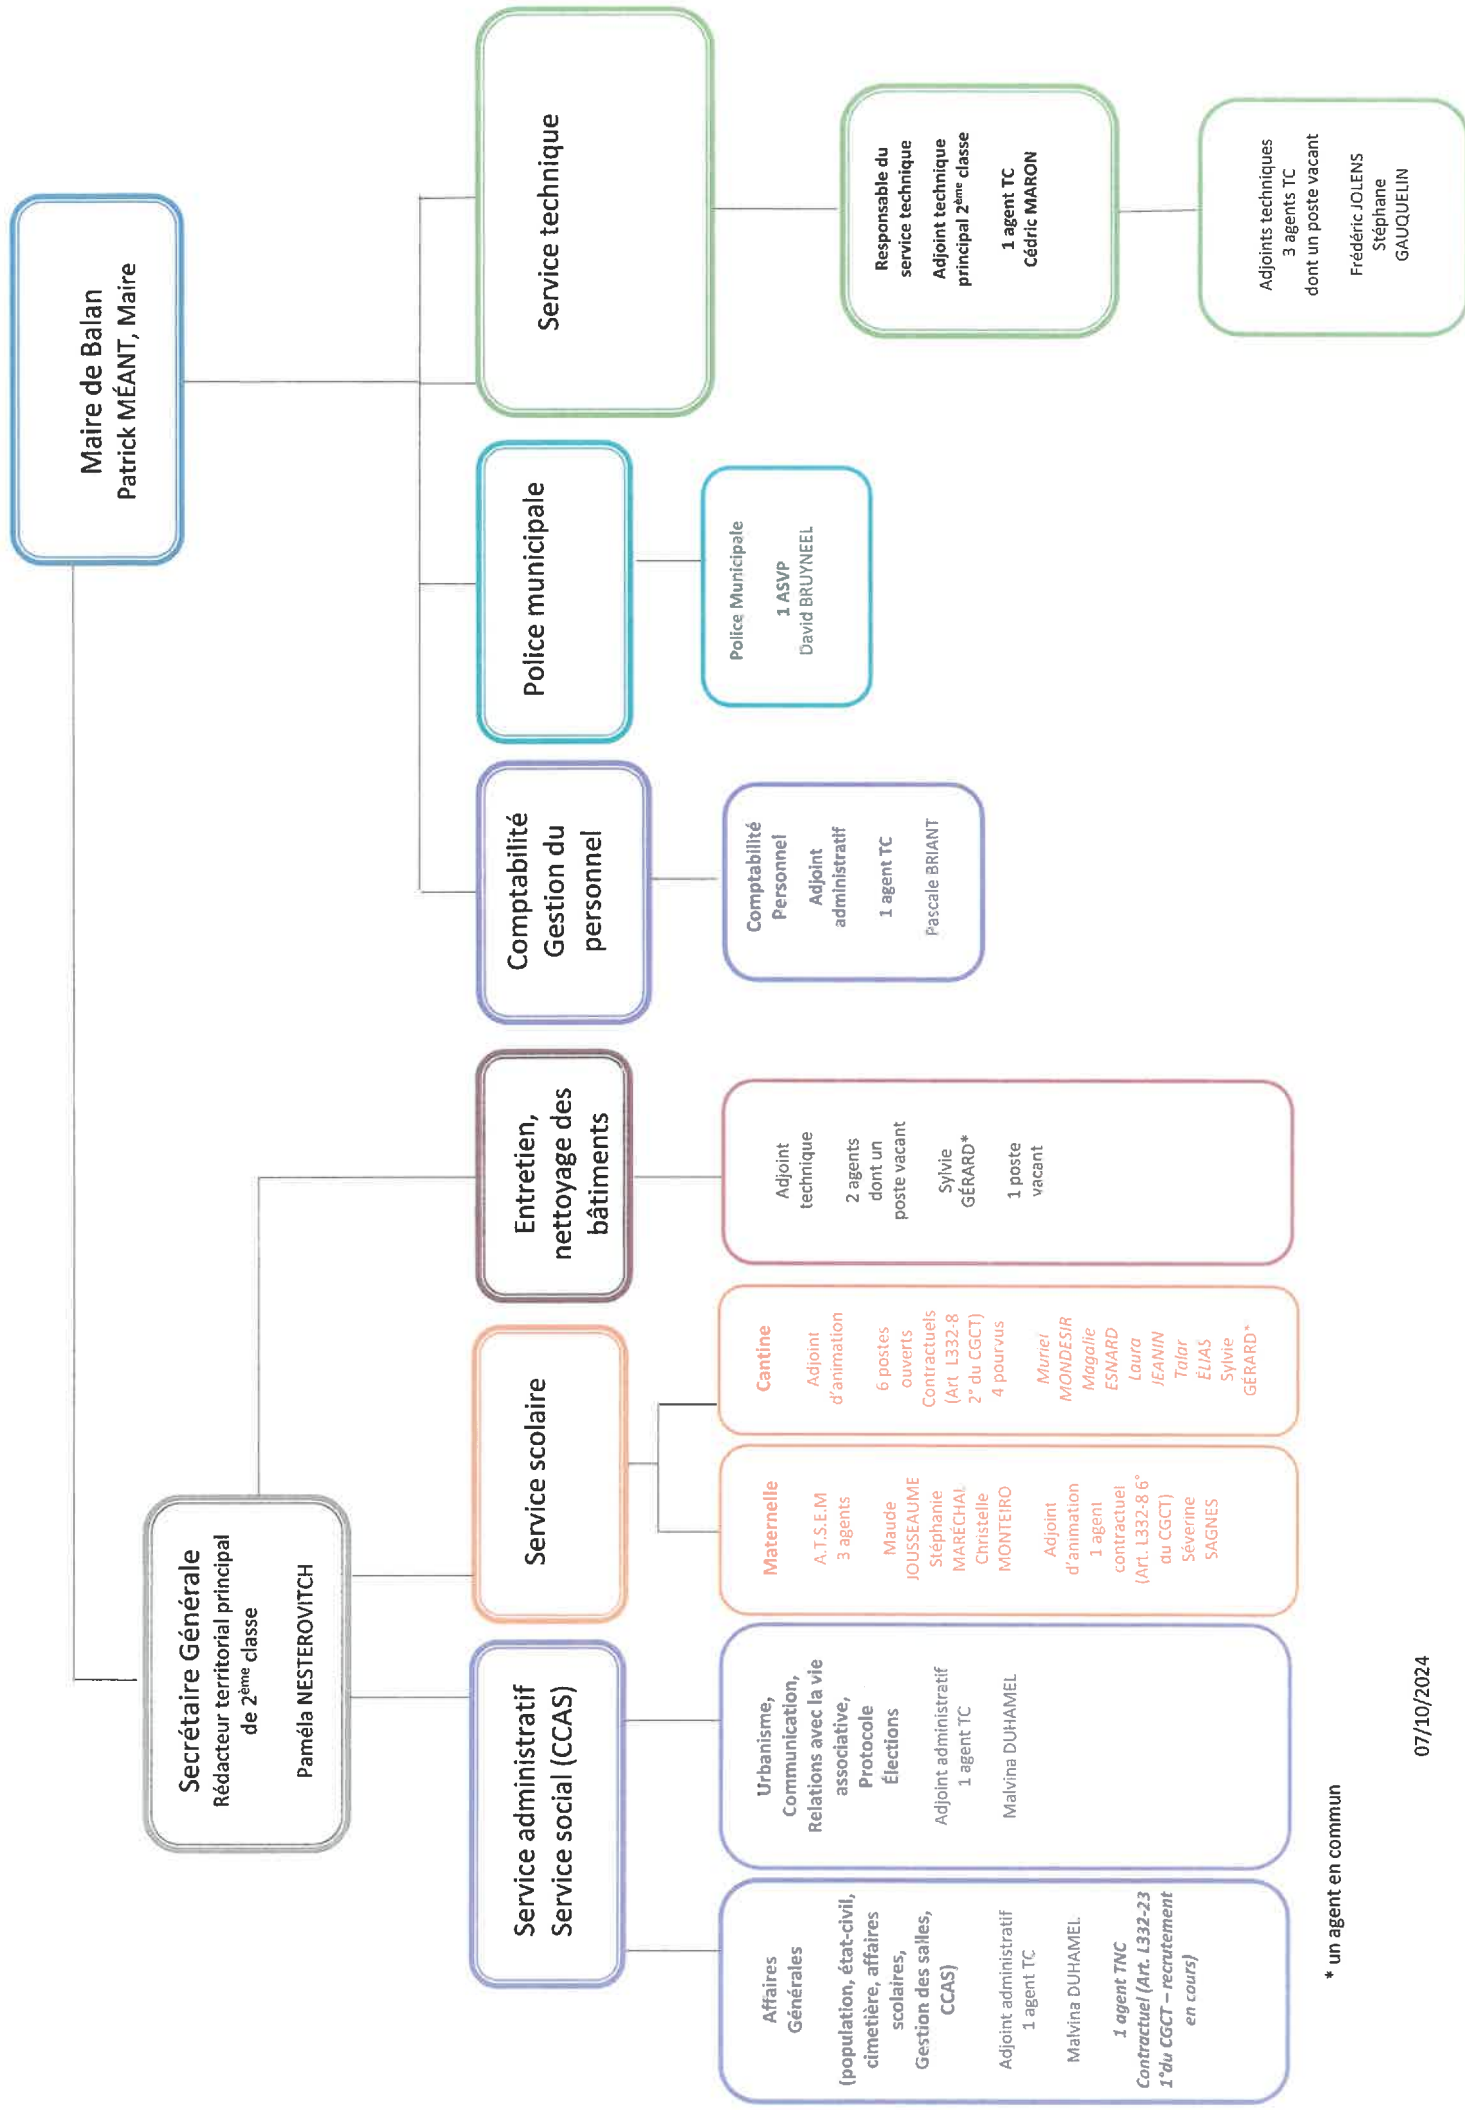 Maire de Balan
Patrick MÉANT, Maire
Secrétaire Générale
Rédacteur territorial principal
de 2ème classe
Paméla NESTEROVITCH
Service administratif
Service social (CCAS)
Service scolaire
Entretien,
nettoyage des
bâtiments
Comptabilité
Gestion du
personnel
Police municipale
Service technique
Affaires
Générales
(population, état-civil,
cimetière, affaires
scolaires,
Gestion des salles,
CCAS)
Adjoint administratif
1 agent TC
Malvina DUHAMEL
1 agent TNC
Contractuel (Art. L332-23
1°du CGCT – recrutement
en cours)
Urbanisme,
Communication,
Relations avec la vie
associative,
Protocole
Élections
Adjoint administratif
1 agent TC
Malvina DUHAMEL
Maternelle
A.T.S.E.M
3 agents
Maude
JOUSSEAUME
Stéphanie
MARÉCHAL
Christelle
MONTEIRO
Adjoint
d'animation
1 agent
contractuel
(Art. L332-8 6°
du CGCT)
Séverine
SAGNES
Cantine
Adjoint
d'animation
6 postes
ouverts
Contractuels
(Art L332-8
2° du CGCT)
4 pourvus
Muriel
MONDESIR
Magalie
ESNARD
Laura
JEANIN
Talar
ÉLIAS
Sylvie
GÉRARD*
Adjoint
technique
2 agents
dont un
poste vacant
Sylvie
GÉRARD*
1 poste
vacant
Comptabilité
Personnel
Adjoint
administratif
1 agent TC
Pascale BRIANT
Police Municipale
1 ASVP
David BRUYNEEL
Responsable du
service technique
Adjoint technique
principal 2ème classe
1 agent TC
Cédric MARON
Adjoints techniques
3 agents TC
dont un poste vacant
Frédéric JOLENS
Stéphane
GAUQUELIN
* un agent en commun
07/10/2024